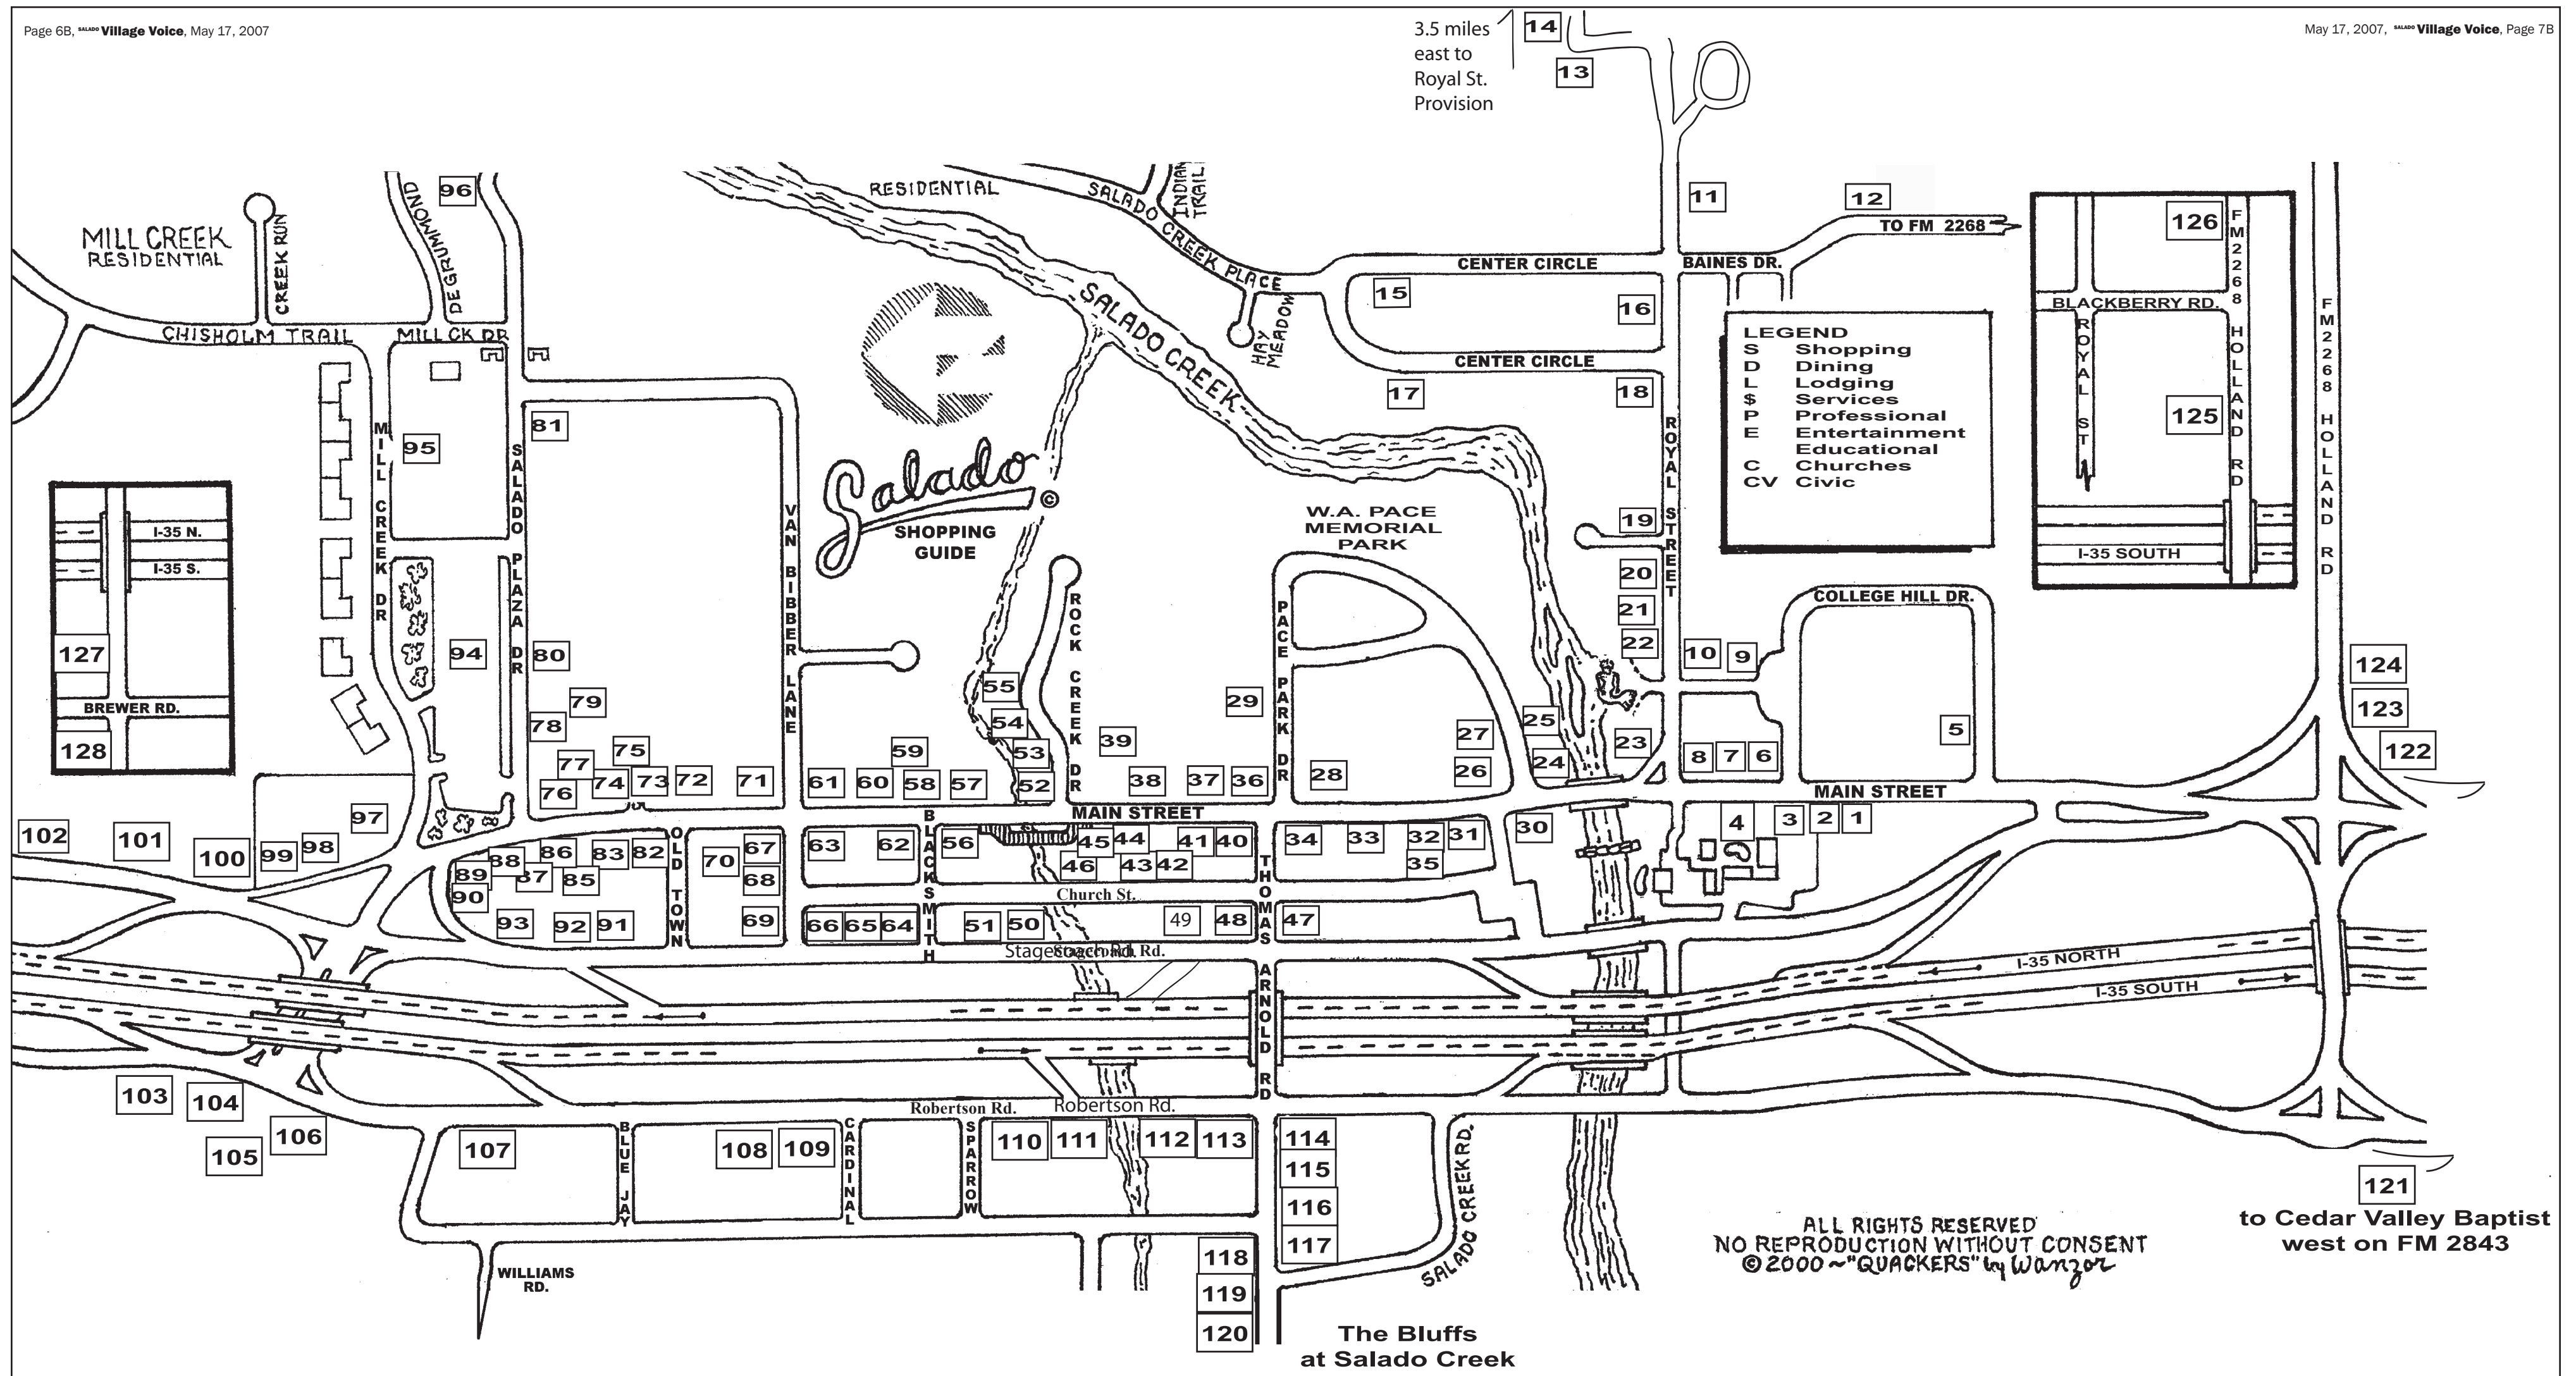 Page 6B, SALADO Village Voice, May 17, 2007
May 17, 2007, SALADO Village Voice, Page 7B
3.5 miles
east to
Royal St.
Provision
14
13
11
12
TO FM 2268
96
DEGRUMMOND
CREEK RUN
MILL CREEK
RESIDENTIAL
CHISHOLM TRAIL
MILL CK DR
RESIDENTIAL
SALADO CREEK PLACE
INDIAN
TRAIL
HAY
MEADOW
SALADO CREEK
CENTER CIRCLE
BAINES DR.
15
16
CENTER CIRCLE
17
18
ROYAL STREET
LEGEND
S Shopping
D Dining
L Lodging
$ Services
P Professional
E Entertainment
Educational
C Churches
CV Civic
126
FM2268 HOLLAND RD
BLACKBERRY RD.
ROYAL ST
125
I-35 SOUTH
FM2268 HOLLAND RD
81
95
MILL CREEK DR
SALADO PLAZA DR
VAN BIBBER LANE
Salado
©
SHOPPING
GUIDE
W.A. PACE
MEMORIAL
PARK
19
20
21
22
10
9
COLLEGE HILL DR.
5
I-35 N.
I-35 S.
127
BREWER RD.
128
94
80
79
78
77
75
76
74
73
72
71
61
60
59
58
57
55
54
53
52
ROCK CREEK DR
39
38
37
36
29
PACE PARK DR
28
27
26
25
24
23
8
7
6
124
123
122
MAIN STREET
MAIN STREET
102
101
100
99
98
97
89
88
86
83
82
90
87
85
93
92
91
OLD TOWN
70
67
68
69
63
62
BLACKSMITH
56
45
44
41
40
46
43
42
THOMAS ARNOLD RD
34
33
32
31
35
30
4
3
2
1
Church St.
66
65
64
51
50
49
48
47
Stagecoach Rd.
I-35 NORTH
I-35 SOUTH
103
104
105
106
Robertson Rd.
Robertson Rd.
107
BLUE JAY
108
109
CARDINAL
SPARROW
110
111
112
113
114
115
116
117
SALADO CREEK RD.
118
119
120
WILLIAMS
RD.
The Bluffs
at Salado Creek
ALL RIGHTS RESERVED
NO REPRODUCTION WITHOUT CONSENT
© 2000 ~ "QUACKERS" by Wanzor
121
to Cedar Valley Baptist
west on FM 2843